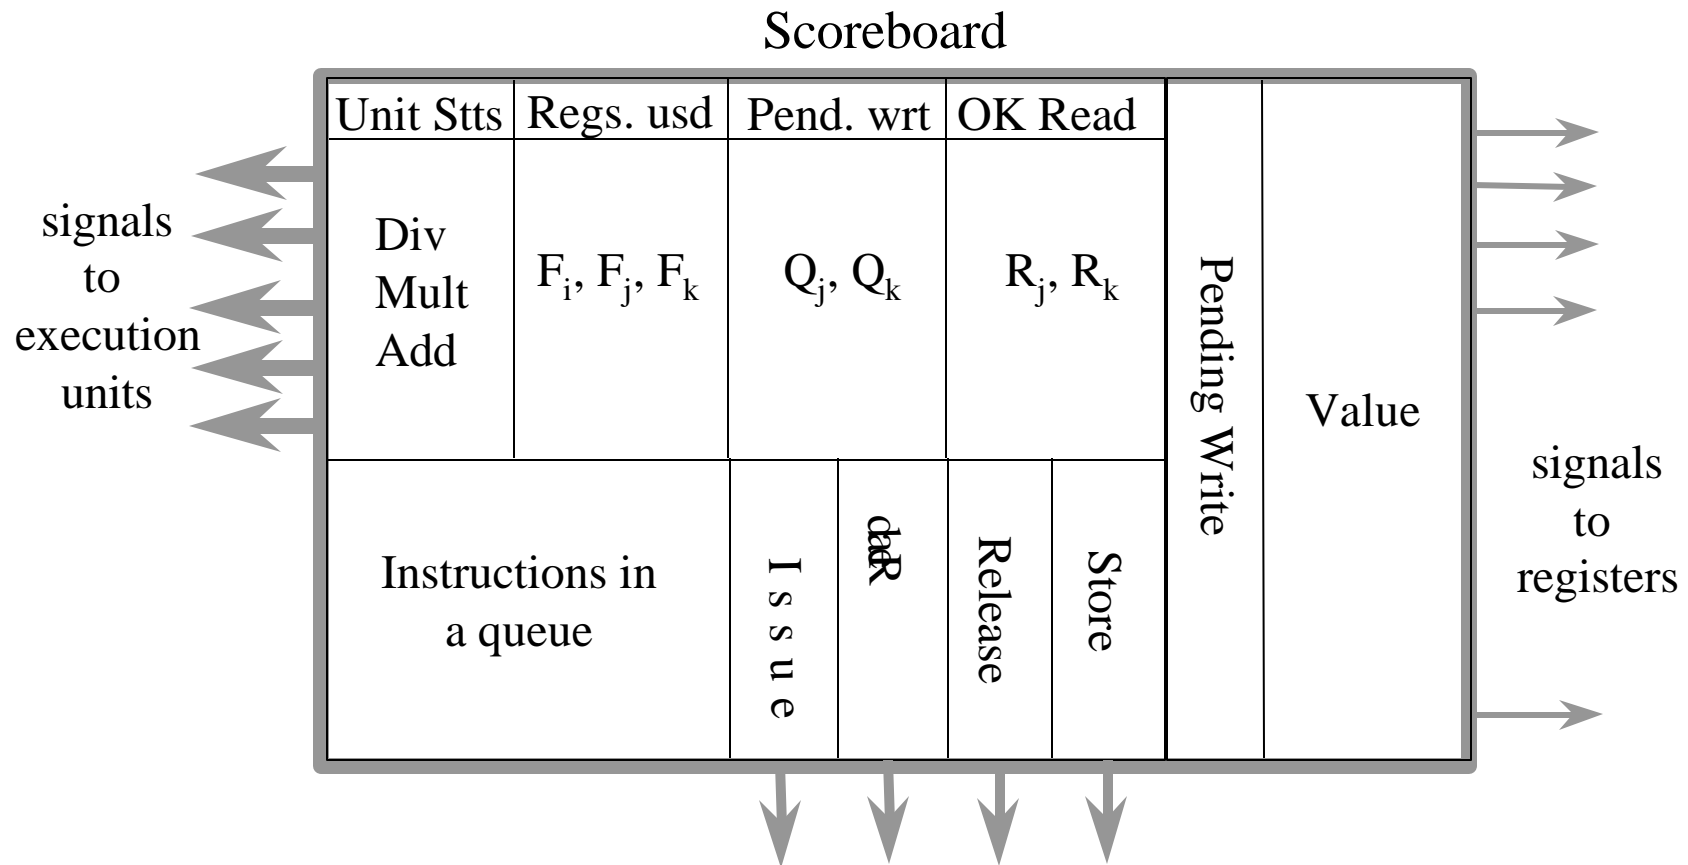 Scoreboard
Unit Stts
Regs. usd
Pend. wrt
OK Read
signals
to
execution
units
Div
Mult
Add
Fi, Fj, Fk
Qj, Qk
Rj, Rk
Pending Write
Value
signals
to
registers
Instructions in
a queue
Issue
Read
Release
Store